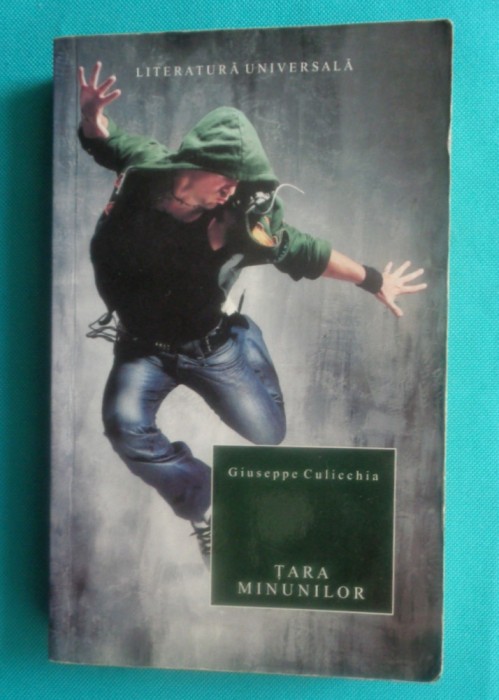 LITERATURĂ UNIVERSALĂ
Giuseppe Culicchia
ȚARA
MINUNILOR